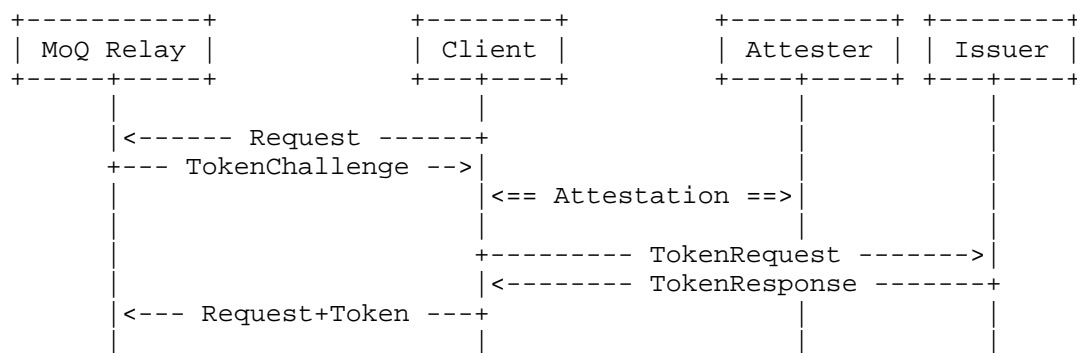 MoQ Relay Client Attester Issuer
<------ Request ------+
+--- TokenChallenge -->
<== Attestation ==>
+--------- TokenRequest ------->
<-------- TokenResponse -------+
<--- Request+Token ---+